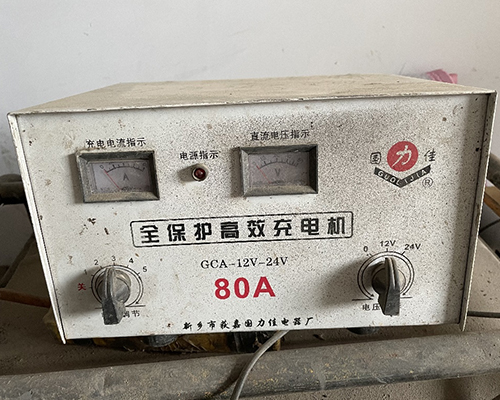 充电电流指示
直流电压指示
电源指示
A
V
国力佳
GUOLIJIA
R
全保护高效充电机
GCA-12V-24V
80A
关 1 2 3 4 5
调节
0 12V 24V
电压
新乡市获嘉国力佳电器厂